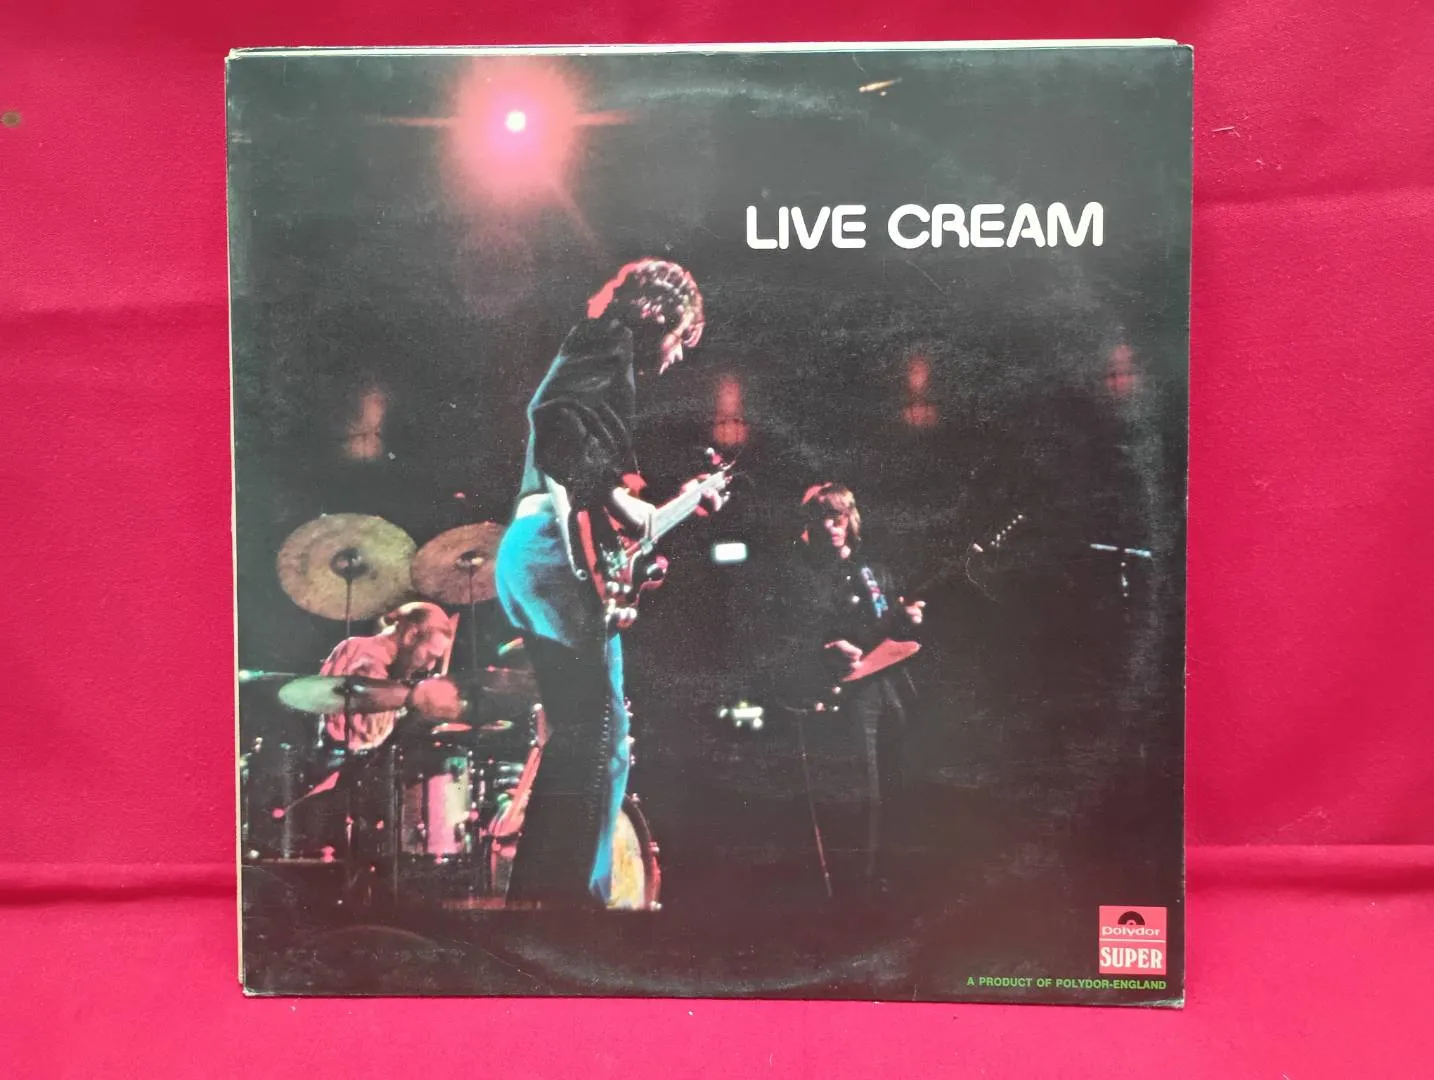 LIVE CREAM
polydor
SUPER
A PRODUCT OF POLYDOR-ENGLAND